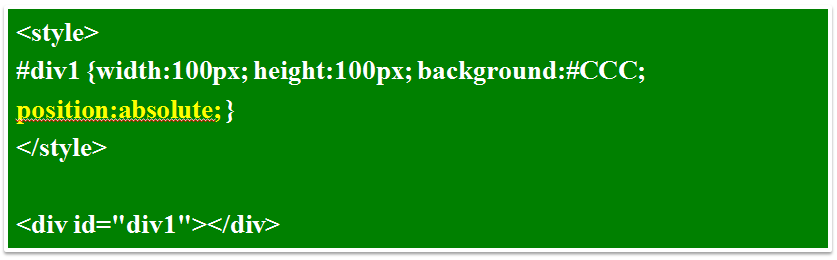 <style>
#div1 {width:100px; height:100px; background:#CCC;
position:absolute; }
</style>
<div id="div1"></div>